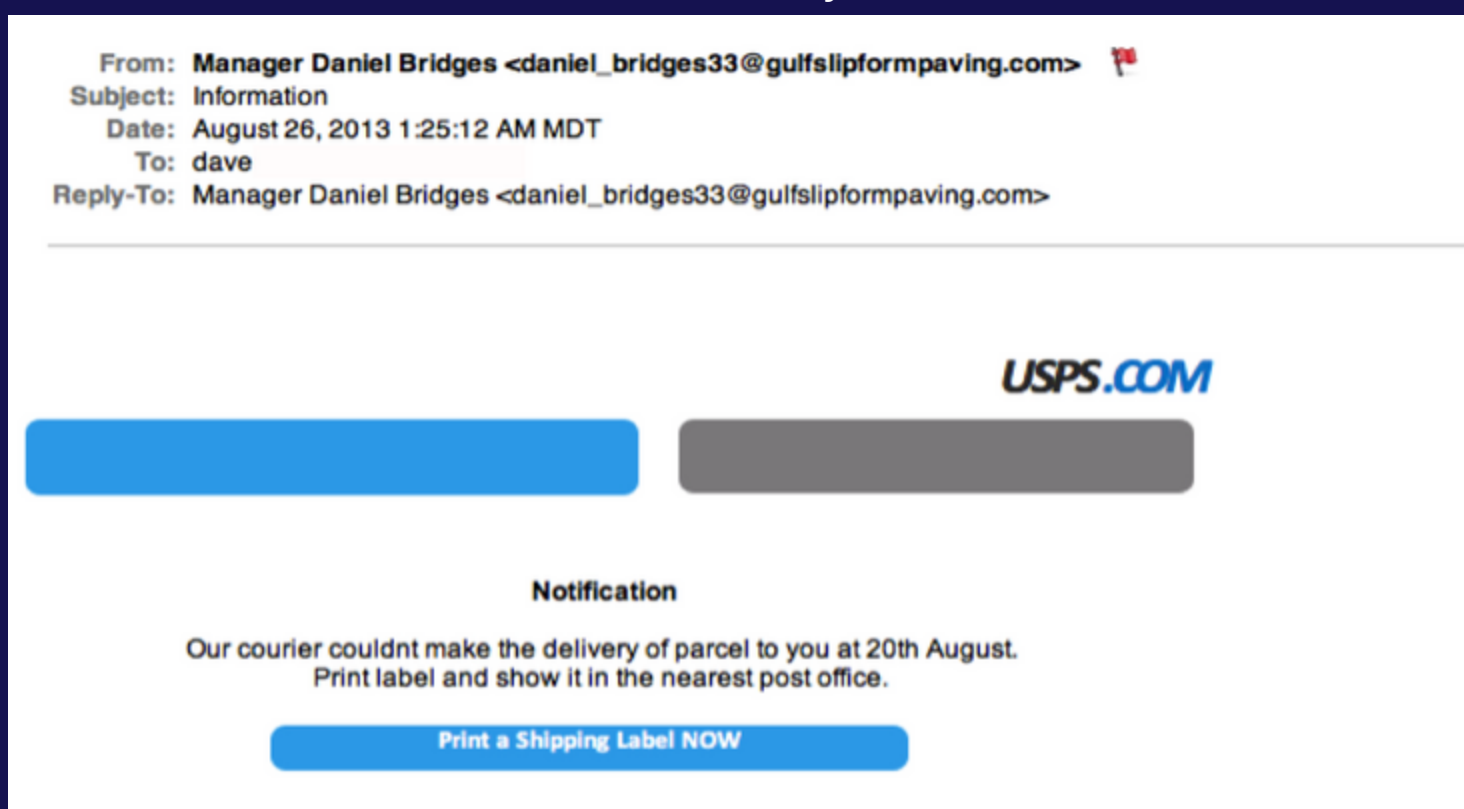 From: Manager Daniel Bridges <daniel_bridges33@gulfslipformpaving.com>
Subject: Information
Date: August 26, 2013 1:25:12 AM MDT
To: dave
Reply-To: Manager Daniel Bridges <daniel_bridges33@gulfslipformpaving.com>
USPS.COM
Notification
Our courier couldnt make the delivery of parcel to you at 20th August.
Print label and show it in the nearest post office.
Print a Shipping Label NOW